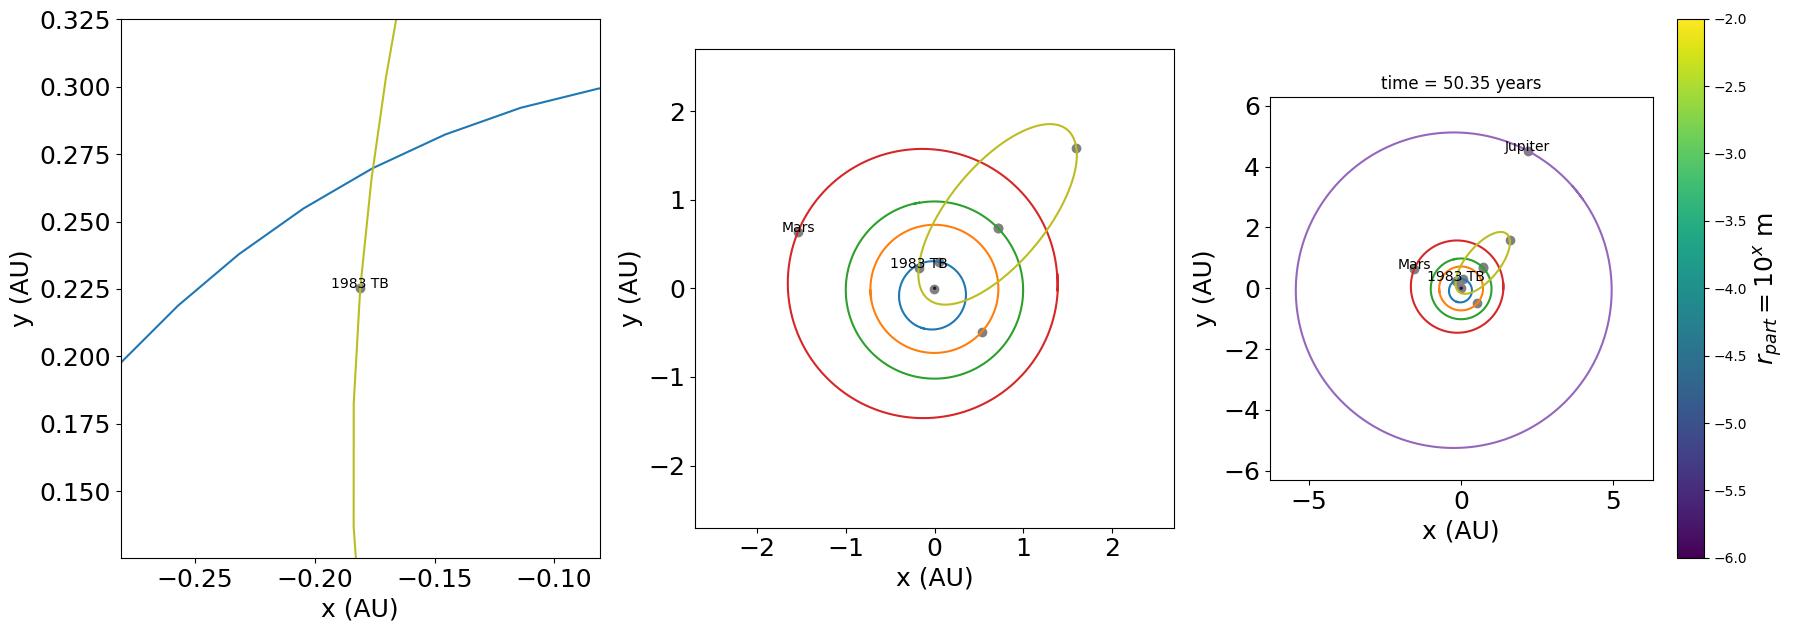 0.325
0.300
0.275
0.250
0.225
0.200
0.175
0.150
y (AU)
1983 TB
−0.25
−0.20
−0.15
−0.10
x (AU)
2
1
0
−1
−2
y (AU)
Mars
1983 TB
−2
−1
0
1
2
x (AU)
time = 50.35 years
6
4
2
0
−2
−4
−6
y (AU)
Jupiter
Mars
1983 TB
−5
0
5
x (AU)
−2.0
−2.5
−3.0
−3.5
−4.0
−4.5
−5.0
−5.5
−6.0
r_{part} = 10^{x} m